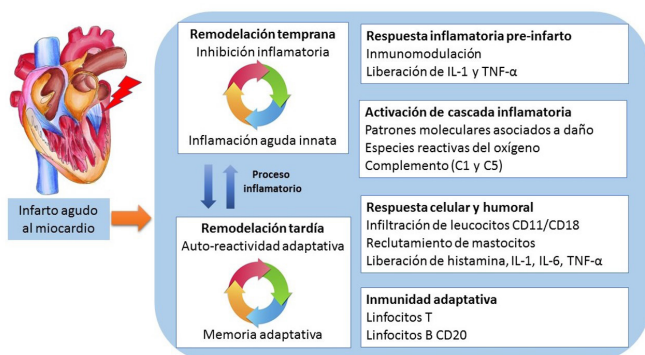 Infarto agudo
al miocardio
Remodelación temprana
Inhibición inflamatoria
Inflamación aguda innata
Proceso
inflamatorio
Remodelación tardía
Auto-reactividad adaptativa
Memoria adaptativa
Respuesta inflamatoria pre-infarto
Inmunomodulación
Liberación de IL-1 y TNF-α
Activación de cascada inflamatoria
Patrones moleculares asociados a daño
Especies reactivas del oxígeno
Complemento (C1 y C5)
Respuesta celular y humoral
Infiltración de leucocitos CD11/CD18
Reclutamiento de mastocitos
Liberación de histamina, IL-1, IL-6, TNF-α
Inmunidad adaptativa
Linfocitos T
Linfocitos B CD20